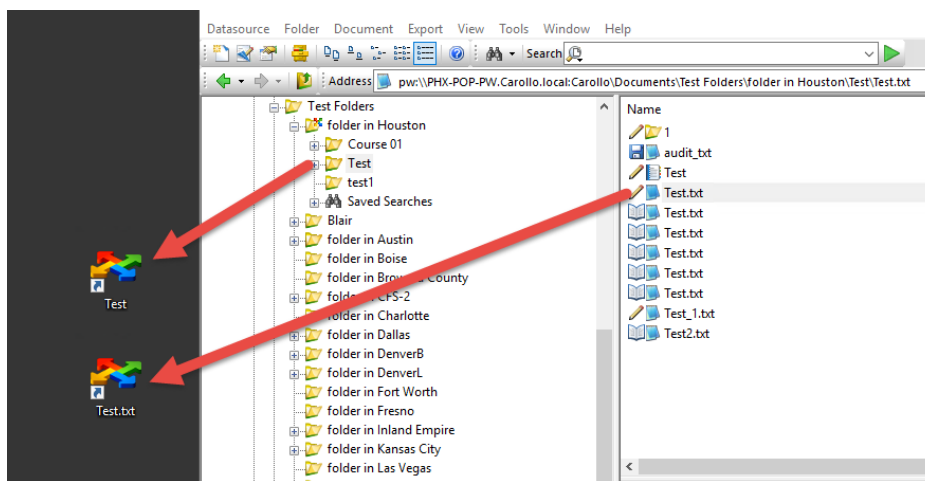 Datasource Folder Document Export View Tools Window Help
Search
Address pw:\\PHX-POP-PW.Carollo.local:Carollo\Documents\Test Folders\folder in Houston\Test\Test.txt
Test Folders
folder in Houston
Course 01
Test
test1
Saved Searches
Blair
folder in Austin
folder in Boise
folder in County
folder in CFS-2
folder in Charlotte
folder in Dallas
folder in DenverB
folder in DenverL
folder in Fort Worth
folder in Fresno
folder in Inland Empire
folder in Kansas City
folder in Las Vegas
Name
1
audit_txt
Test
Test.txt
Test.txt
Test.txt
Test.txt
Test.txt
Test.txt
Test_1.txt
Test2.txt
Test
Test.txt